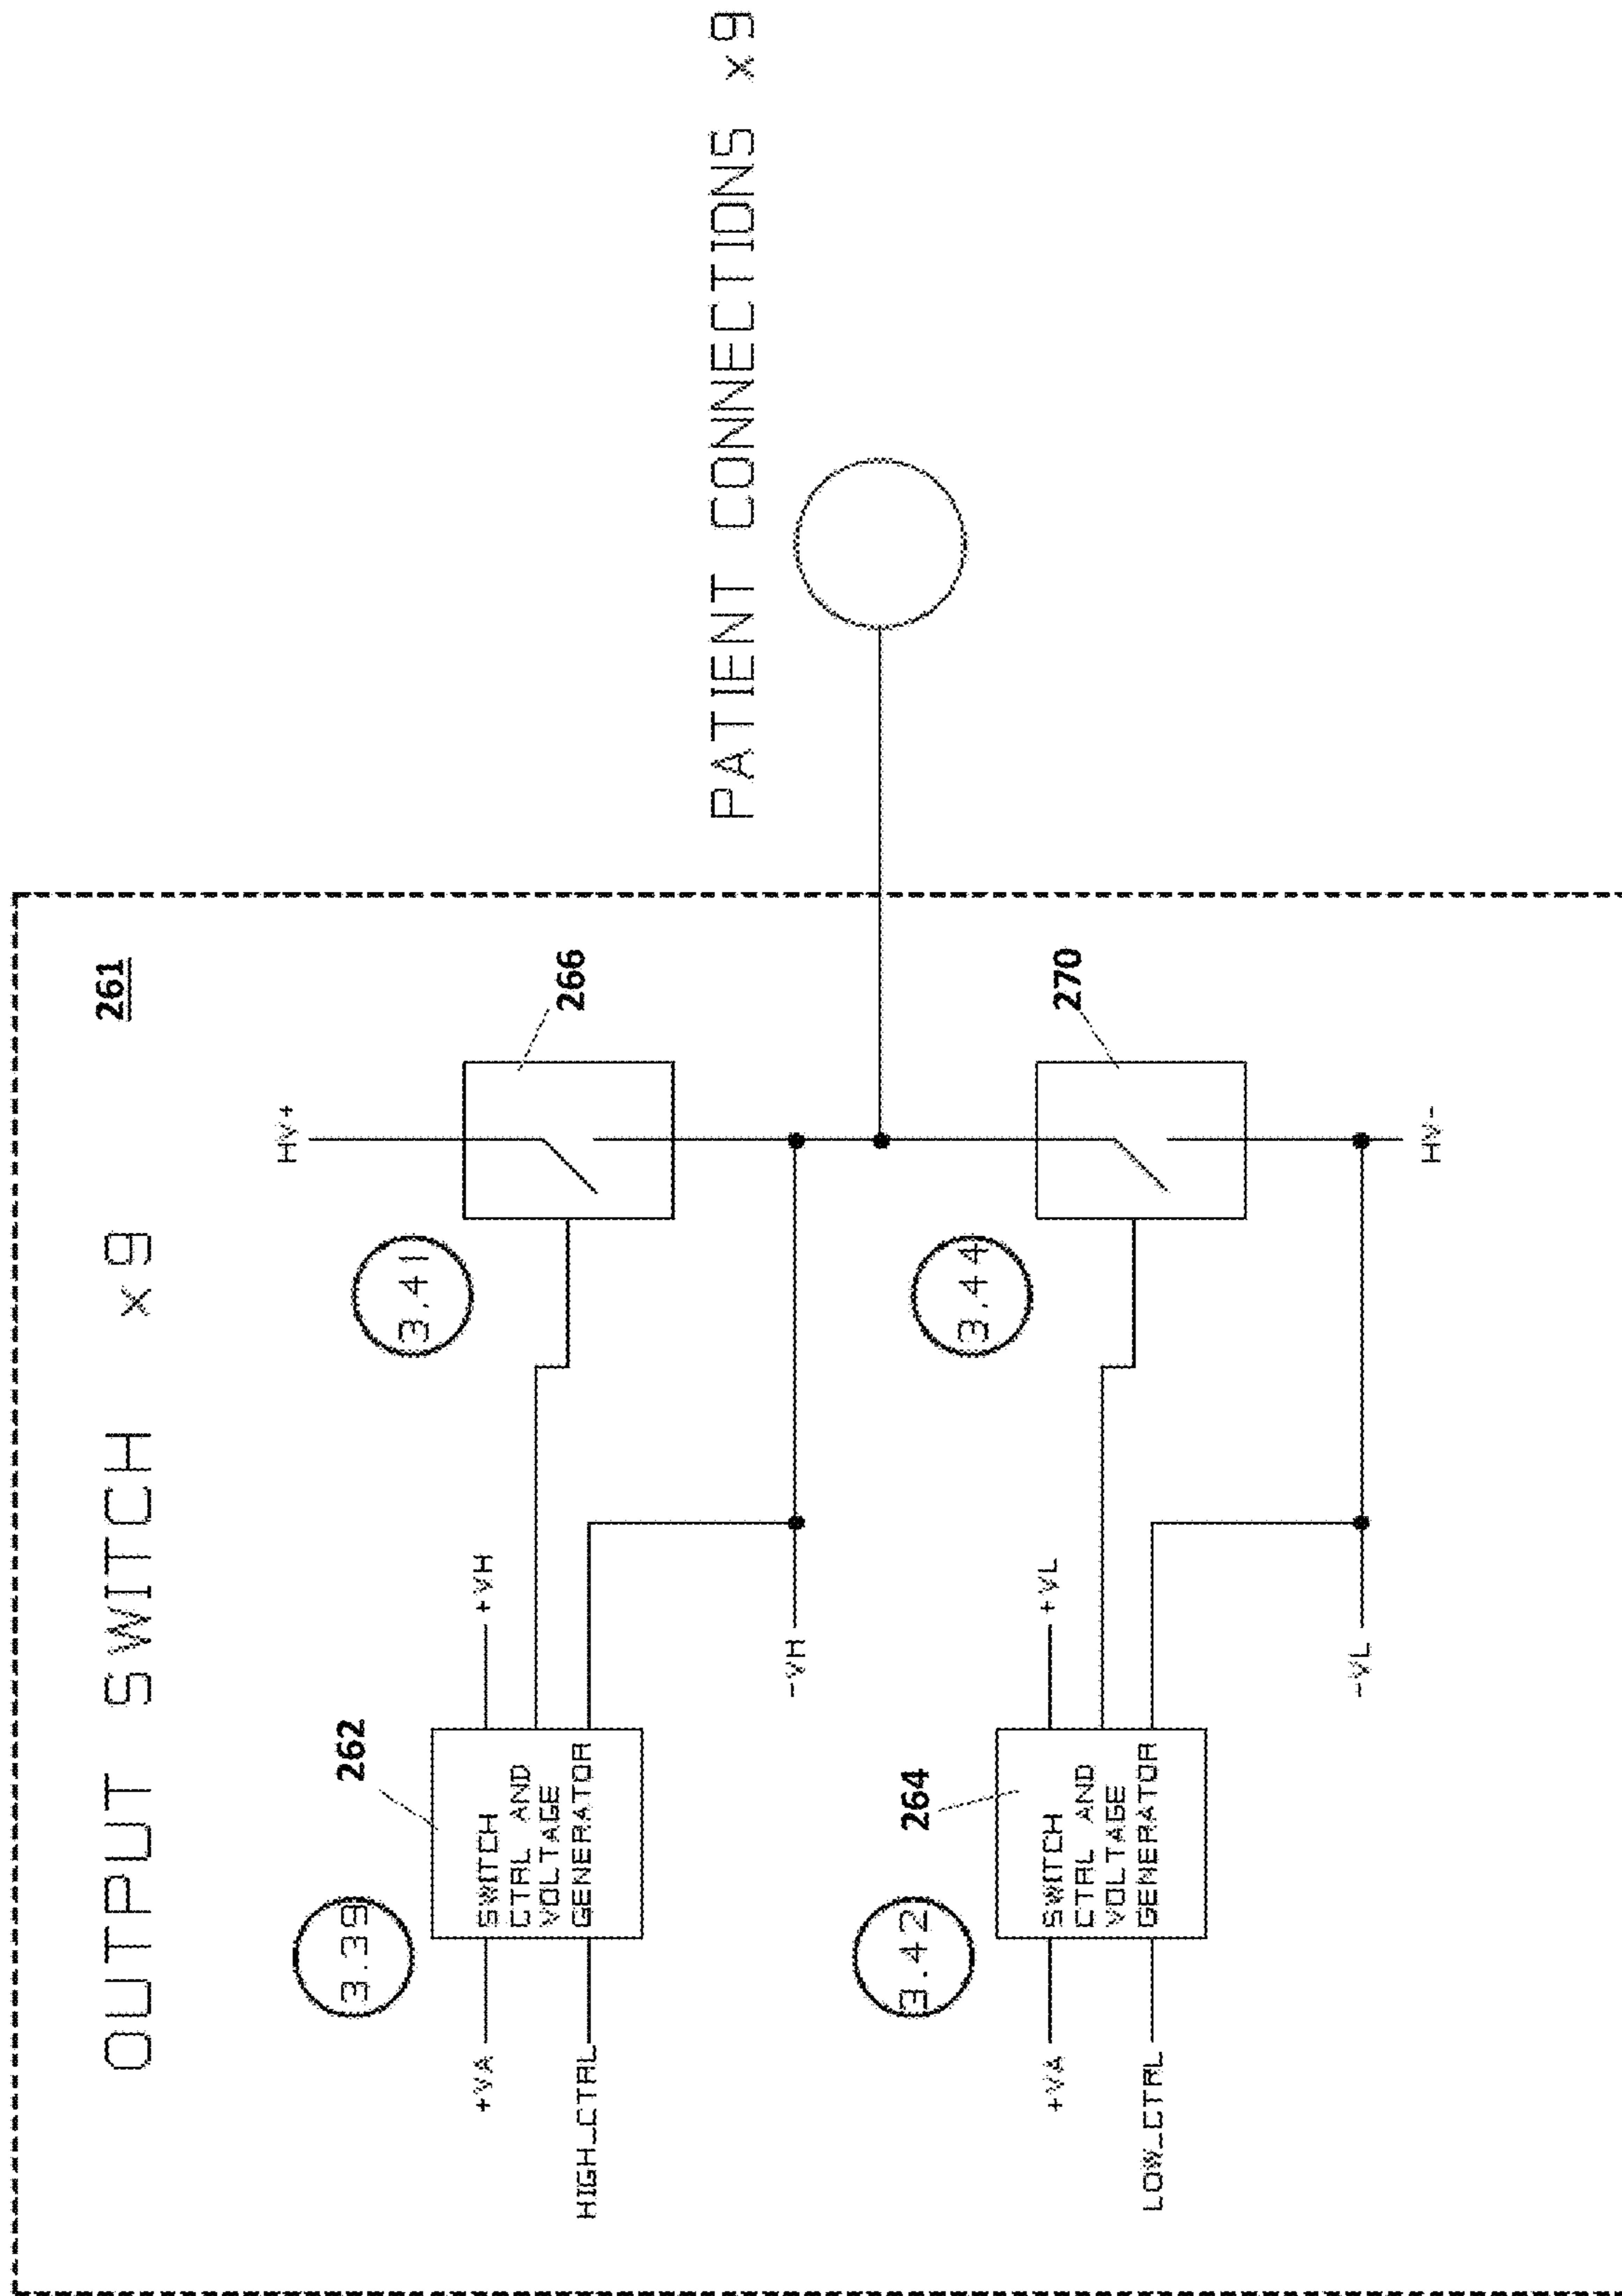 OUTPUT SWITCH x9
261
PATIENT CONNECTIONS x9
HV+
3.39
262
3.41
266
+VA
SWITCH
CTRL AND
VOLTAGE
GENERATOR
+VH
HIGH_CTRL
-VH
3.42
264
3.44
270
+VA
SWITCH
CTRL AND
VOLTAGE
GENERATOR
+VL
LOW_CTRL
-VL
HV-